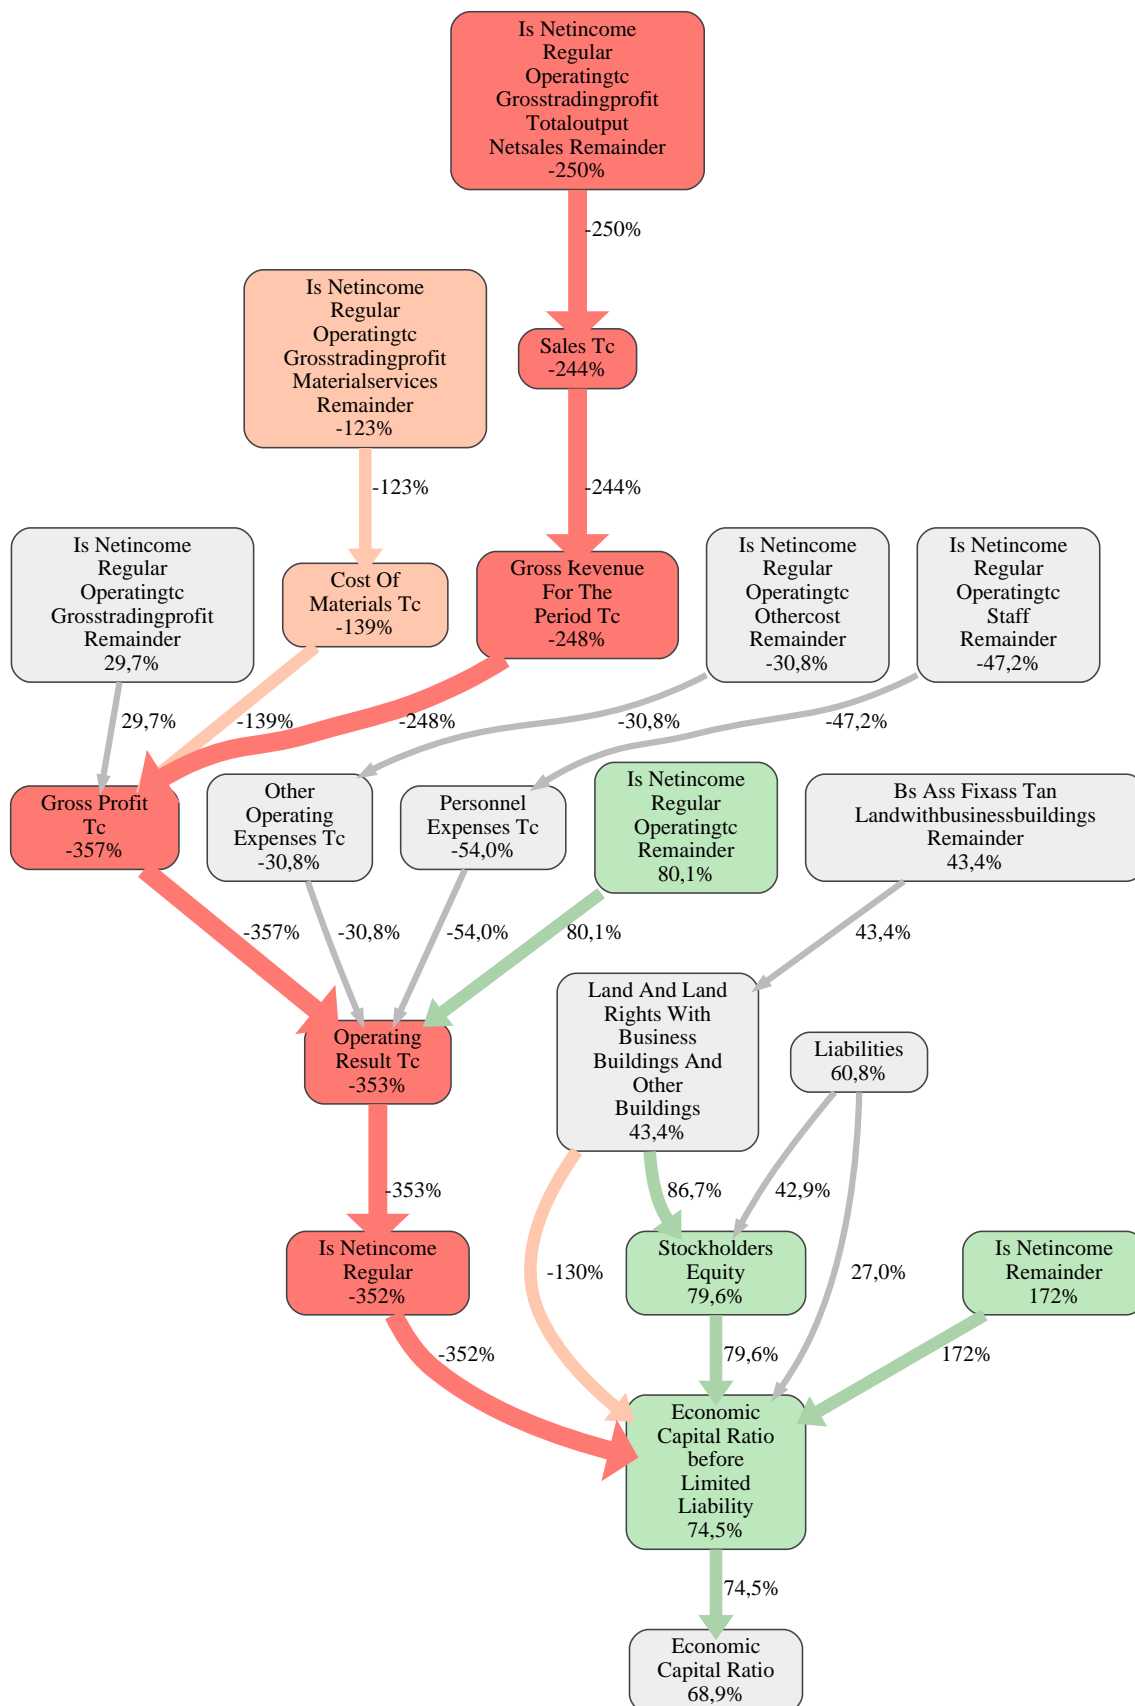 Is Netincome
Regular
Operatingtc
Grosstradingprofit
Totaloutput
Netsales Remainder
-250%
-250%
Is Netincome
Regular
Operatingtc
Grosstradingprofit
Materialservices
Remainder
-123%
Sales Tc
-244%
-123%
-244%
Is Netincome
Regular
Operatingtc
Grosstradingprofit
Remainder
29,7%
Cost Of
Materials Tc
-139%
Gross Revenue
For The
Period Tc
-248%
Is Netincome
Regular
Operatingtc
Othercost
Remainder
-30,8%
Is Netincome
Regular
Operatingtc
Staff
Remainder
-47,2%
29,7%
-139%
-248%
-30,8%
-47,2%
Gross Profit
Tc
-357%
Other
Operating
Expenses Tc
-30,8%
Personnel
Expenses Tc
-54,0%
Is Netincome
Regular
Operatingtc
Remainder
80,1%
Bs Ass Fixass Tan
Landwithbusinessbuildings
Remainder
43,4%
-357%
-30,8%
-54,0%
80,1%
43,4%
Operating
Result Tc
-353%
Land And Land
Rights With
Business
Buildings And
Other
Buildings
43,4%
Liabilities
60,8%
-353%
86,7%
42,9%
Is Netincome
Regular
-352%
-130%
Stockholders
Equity
79,6%
27,0%
Is Netincome
Remainder
172%
-352%
79,6%
172%
Economic
Capital Ratio
before
Limited
Liability
74,5%
74,5%
Economic
Capital Ratio
68,9%